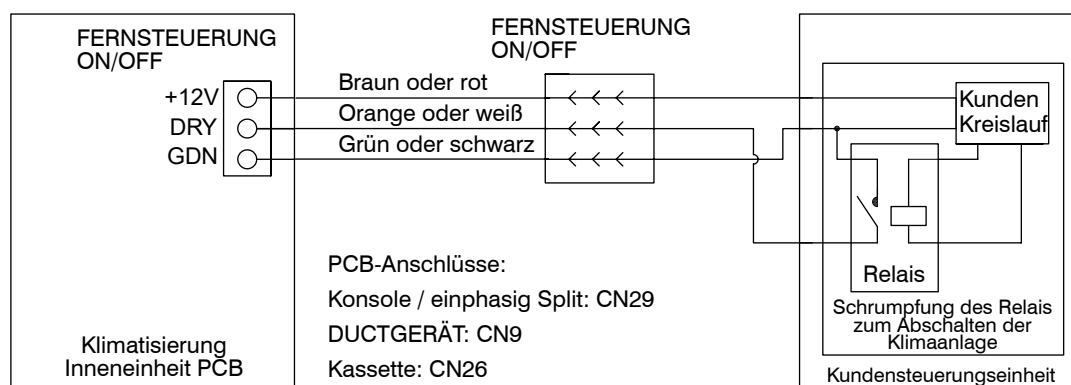 FERNSTEUERUNG
ON/OFF
+12V
DRY
GDN
Klimatisierung
Inneneinheit PCB
Braun oder rot
Orange oder weiß
Grün oder schwarz
FERNSTEUERUNG
ON/OFF
PCB-Anschlüsse:
Konsole / einphasig Split: CN29
DUCTGERÄT: CN9
Kassette: CN26
Kunden
Kreislauf
Relais
Schrumpfung des Relais
zum Abschalten der
Klimaanlage
Kundensteuerungseinheit